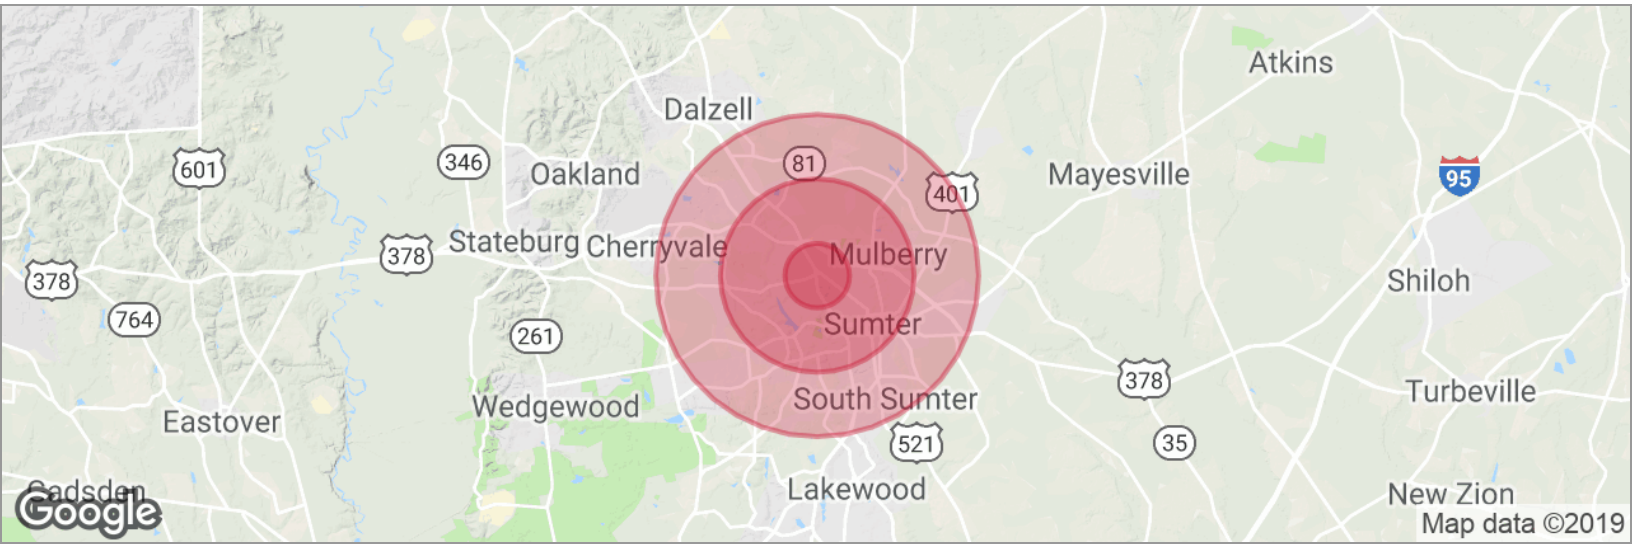 Atkins
Dalzell
81
346
601
Oakland
Mayesville
95
401
Stateburg
Cherryvale
378
Mulberry
378
Shiloh
764
261
Sumter
378
Turbeville
South Sumter
Wedgewood
Eastover
521
35
Lakewood
Gadsden
New Zion
Google
Map data ©2019